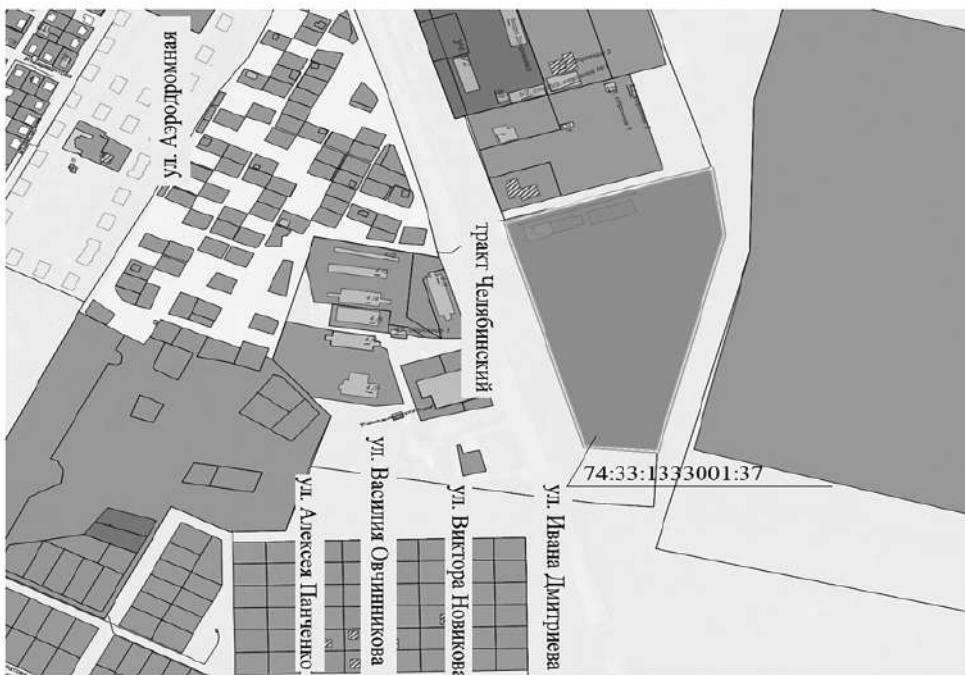 ул. Аэродромная
тракт Челябинский
74:33:1333001:37
ул. Ивана Дмитриева
ул. Виктора Новикова
ул. Василия Овчинникова
ул. Алексея Панченко